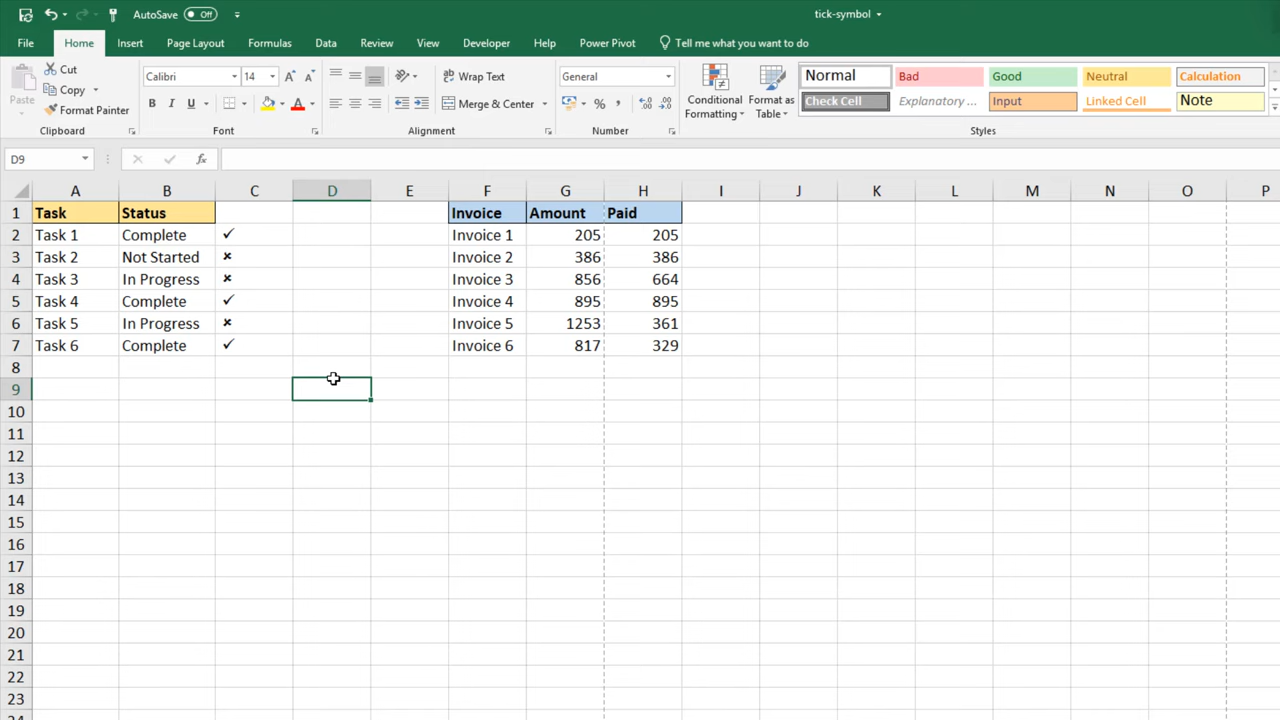 AutoSave Off tick-symbol
File Home Insert Page Layout Formulas Data Review View Developer Help Power Pivot Tell me what you want to do
Paste Cut Copy Format Painter
Calibri 14
B I U A
Wrap Text
Merge & Center
General
% ,
Conditional Formatting
Format as Table
Normal Bad Good Neutral Calculation
Check Cell Explanatory ... Input Linked Cell Note
Clipboard Font Alignment Number Styles
D9 fx
A B C D E F G H I J K L M N O P
1 Task Status Invoice Amount Paid
2 Task 1 Complete ✓ Invoice 1 205 205
3 Task 2 Not Started ✗ Invoice 2 386 386
4 Task 3 In Progress ✗ Invoice 3 856 664
5 Task 4 Complete ✓ Invoice 4 895 895
6 Task 5 In Progress ✗ Invoice 5 1253 361
7 Task 6 Complete ✓ Invoice 6 817 329
8
9
10
11
12
13
14
15
16
17
18
19
20
21
22
23